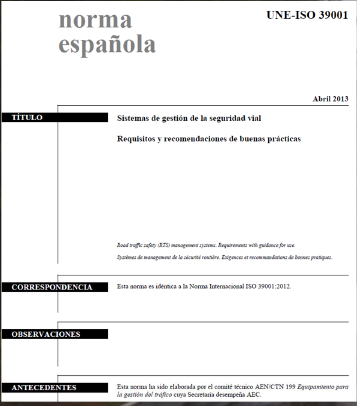 norma
española
UNE-ISO 39001
Abril 2013
TÍTULO
Sistemas de gestión de la seguridad vial
Requisitos y recomendaciones de buenas prácticas
Road traffic safety (RTS) management systems. Requirements with guidance for use.
Systèmes de management de la sécurité routière. Exigences et recommandations de bonnes pratiques.
CORRESPONDENCIA
Esta norma es idéntica a la Norma Internacional ISO 39001:2012.
OBSERVACIONES
ANTECEDENTES
Esta norma ha sido elaborada por el comité técnico AEN/CTN 199 Equipamiento para
la gestión del tráfico cuya Secretaría desempeña AEC.